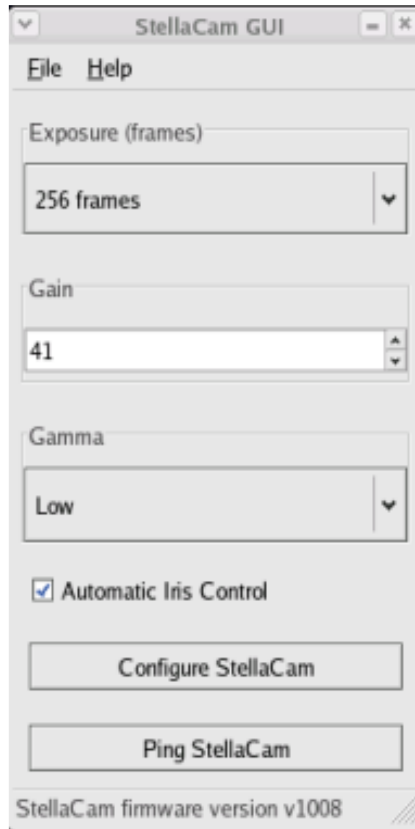 StellaCam GUI
File Help
Exposure (frames)
256 frames
Gain
41
Gamma
Low
Automatic Iris Control
Configure StellaCam
Ping StellaCam
StellaCam firmware version v1008